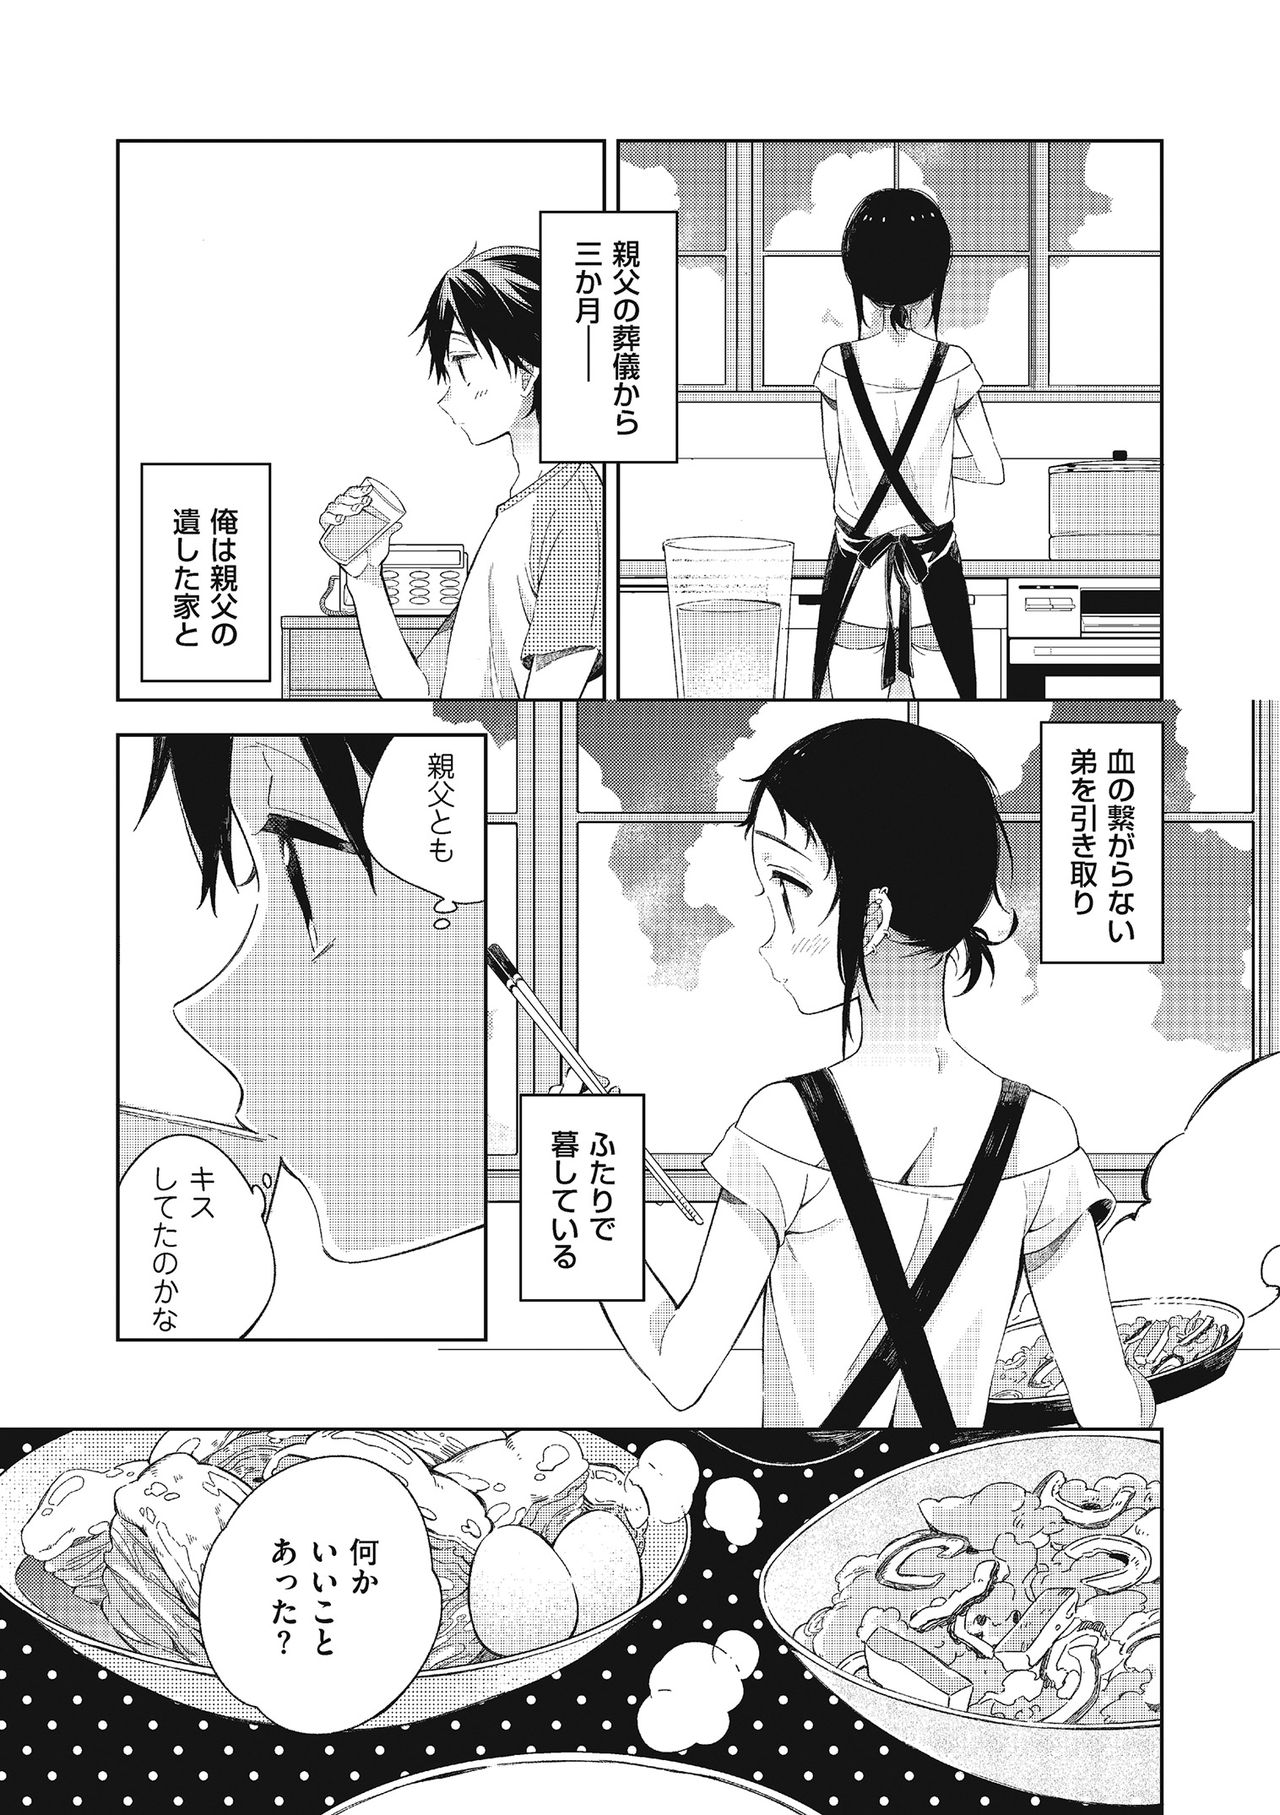 親父の葬儀から
三か月――
俺は親父の
遺した家と
血の繋がらない
弟を引き取り
ふたりで
暮している
親父とも
キス
してたのかな
何か
いいこと
あった?